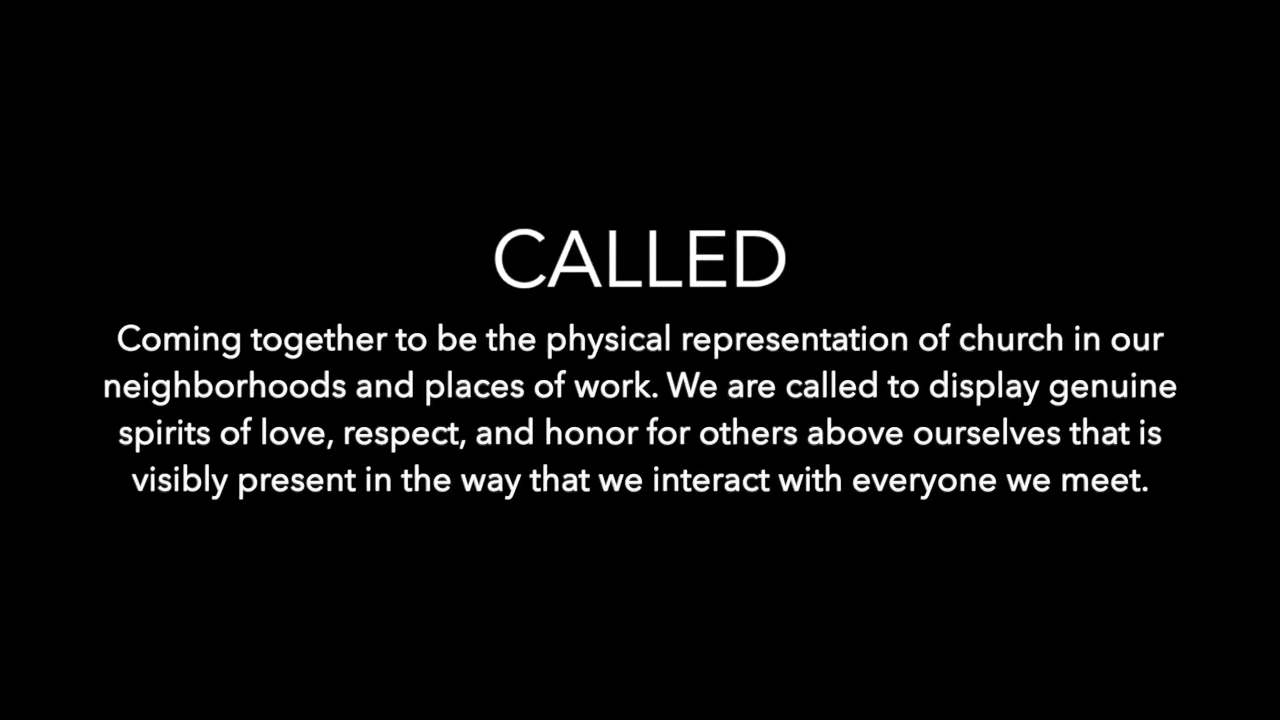 CALLED
Coming together to be the physical representation of church in our
neighborhoods and places of work. We are called to display genuine
spirits of love, respect, and honor for others above ourselves that is
visibly present in the way that we interact with everyone we meet.